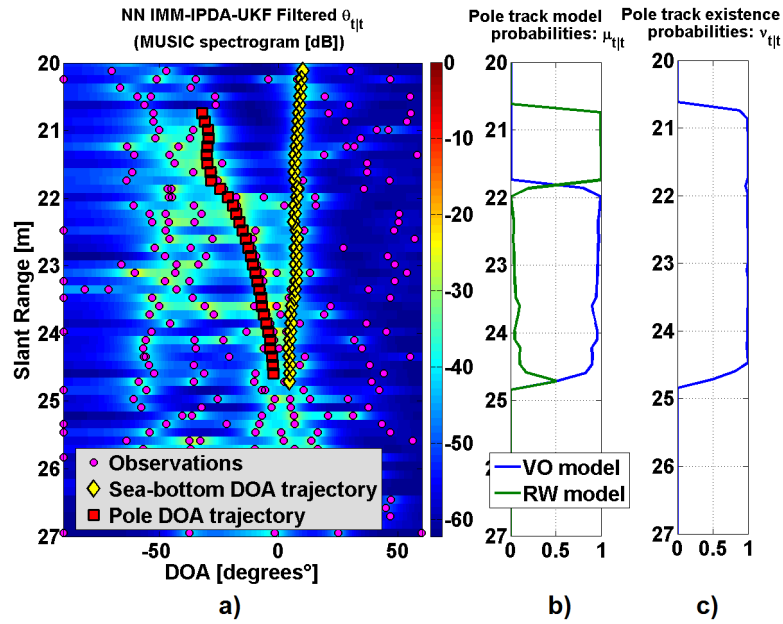 NN IMM-IPDA-UKF Filtered θt|t
(MUSIC spectrogram [dB])
20
21
22
23
24
25
26
27
Slant Range [m]
-50
0
50
DOA [degrees°]
Observations
Sea-bottom DOA trajectory
Pole DOA trajectory
0
-10
-20
-30
-40
-50
-60
a)
Pole track model
probabilities: μt|t
20
21
22
23
24
25
26
27
0
0.5
1
VO model
RW model
b)
Pole track existence
probabilities: νt|t
20
21
22
23
24
25
26
27
0
0.5
1
c)